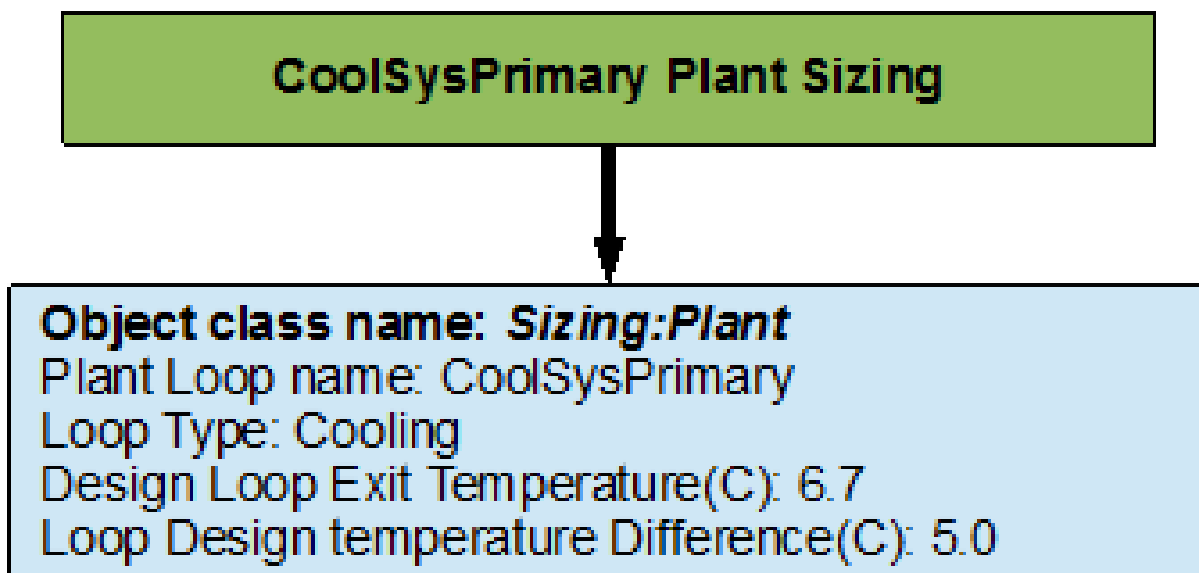 CoolSysPrimary Plant Sizing
Object class name: Sizing:Plant
Plant Loop name: CoolSysPrimary
Loop Type: Cooling
Design Loop Exit Temperature(C): 6.7
Loop Design temperature Difference(C): 5.0